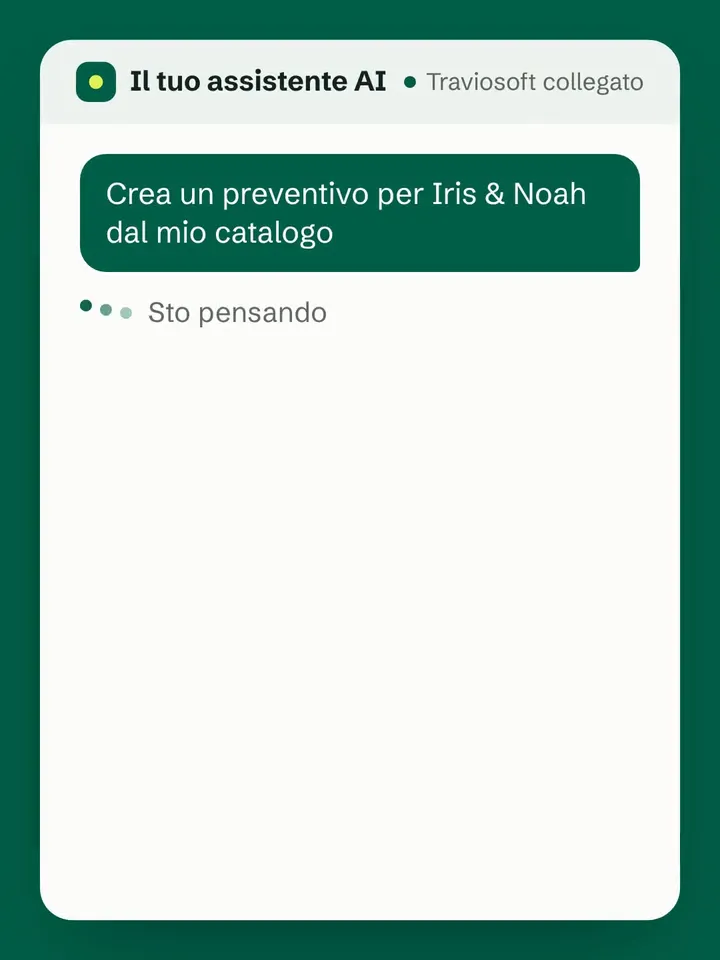 Il tuo assistente AI
Traviosoft collegato
Crea un preventivo per Iris & Noah
dal mio catalogo
Sto pensando